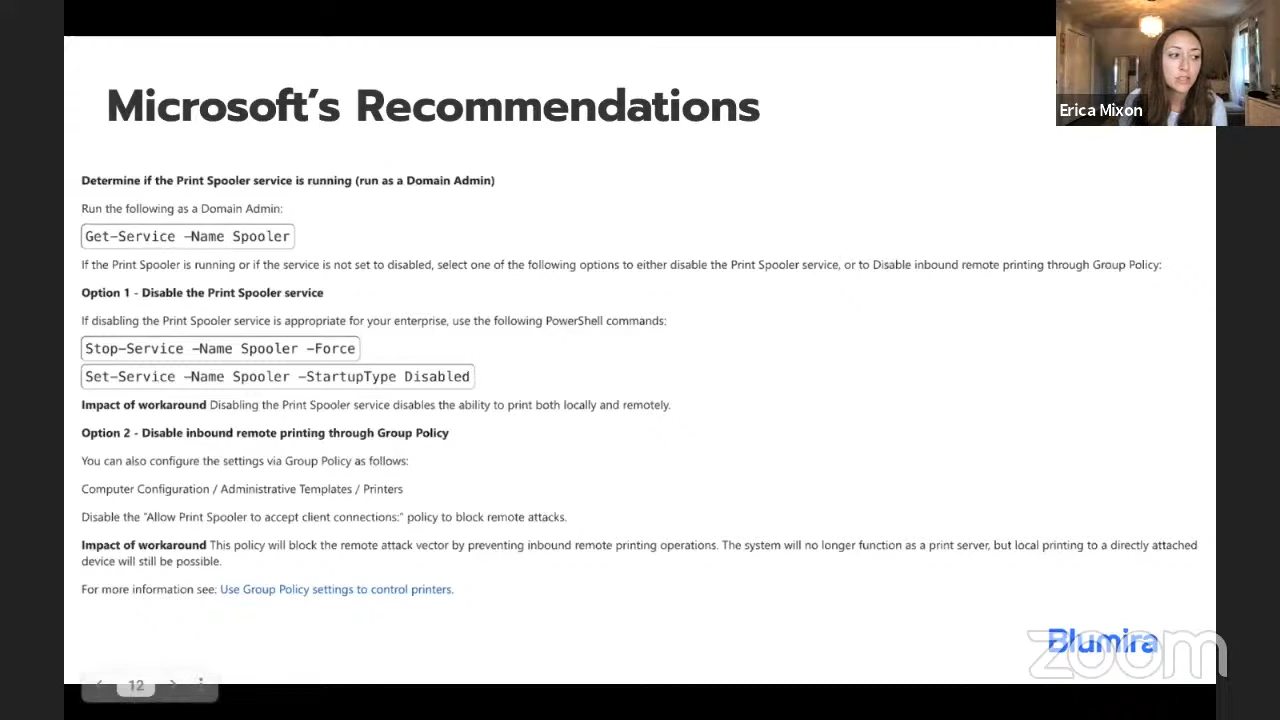 Microsoft's Recommendations
Erica Mixon
Determine if the Print Spooler service is running (run as a Domain Admin)
Run the following as a Domain Admin:
Get-Service -Name Spooler
If the Print Spooler is running or if the service is not set to disabled, select one of the following options to either disable the Print Spooler service, or to Disable inbound remote printing through Group Policy:
Option 1 - Disable the Print Spooler service
If disabling the Print Spooler service is appropriate for your enterprise, use the following PowerShell commands:
Stop-Service -Name Spooler -Force
Set-Service -Name Spooler -StartupType Disabled
Impact of workaround Disabling the Print Spooler service disables the ability to print both locally and remotely.
Option 2 - Disable inbound remote printing through Group Policy
You can also configure the settings via Group Policy as follows:
Computer Configuration / Administrative Templates / Printers
Disable the "Allow Print Spooler to accept client connections:" policy to block remote attacks.
Impact of workaround This policy will block the remote attack vector by preventing inbound remote printing operations. The system will no longer function as a print server, but local printing to a directly attached
device will still be possible.
For more information see: Use Group Policy settings to control printers.
Blumira
zoom
12